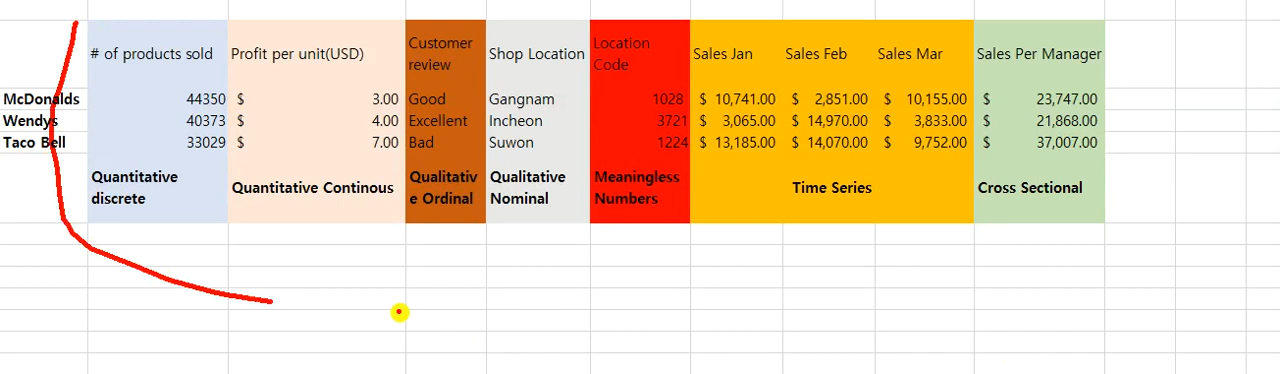 # of products sold Profit per unit(USD) Customer review Shop Location Location Code Sales Jan Sales Feb Sales Mar Sales Per Manager
McDonalds 44350 $ 3.00 Good Gangnam 1028 $ 10,741.00 $ 2,851.00 $ 10,155.00 $ 23,747.00
Wendys 40373 $ 4.00 Excellent Incheon 3721 $ 3,065.00 $ 14,970.00 $ 3,833.00 $ 21,868.00
Taco Bell 33029 $ 7.00 Bad Suwon 1224 $ 13,185.00 $ 14,070.00 $ 9,752.00 $ 37,007.00
Quantitative discrete Quantitative Continous Qualitativ e Ordinal Qualitative Nominal Meaningless Numbers Time Series Cross Sectional